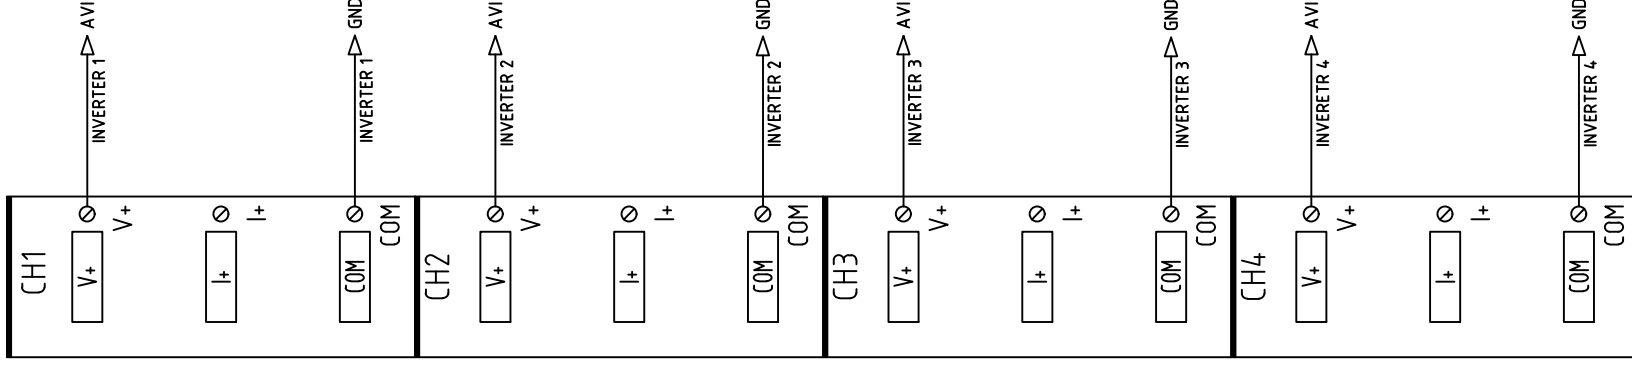 AVI
GND
AVI
GND
AVI
GND
AVI
GND
INVERTER 1
INVERTER 1
INVERTER 2
INVERTER 2
INVERTER 3
INVERTER 3
INVERETR 4
INVERTER 4
V+
I+
COM
V+
I+
COM
V+
I+
COM
V+
I+
COM
CH1
V+
I+
COM
CH2
V+
I+
COM
CH3
V+
I+
COM
CH4
V+
I+
COM